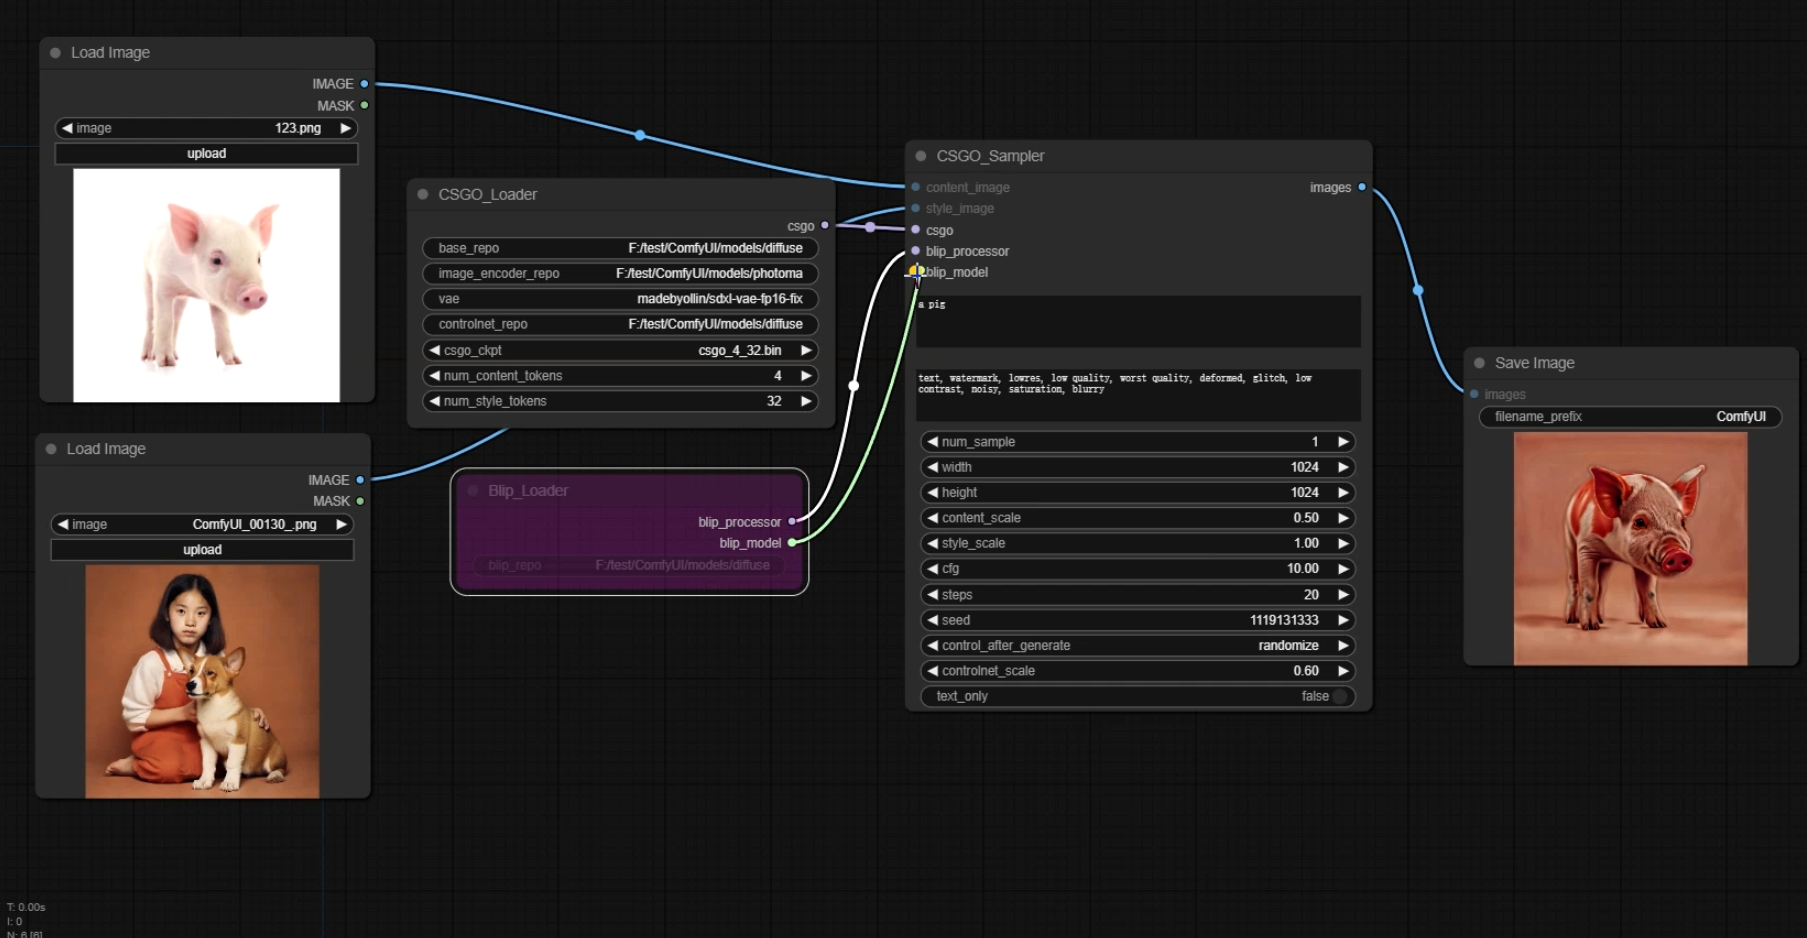 Load Image
IMAGE
MASK
image 123.png
upload
CSGO_Loader
csgo
base_repo F:/test/ComfyUI/models/diffuse
image_encoder_repo F:/test/ComfyUI/models/photoma
vae madebyollin/sdxl-vae-fp16-fix
controlnet_repo F:/test/ComfyUI/models/diffuse
csgo_ckpt csgo_4_32.bin
num_content_tokens 4
num_style_tokens 32
Load Image
IMAGE
MASK
image ComfyUI_00130_.png
upload
Blip_Loader
blip_processor
blip_model
blip_repo F:/test/ComfyUI/models/diffuse
CSGO_Sampler
content_image images
style_image
csgo
blip_processor
blip_model
a pig
text, watermark, lowres, low quality, worst quality, deformed, glitch, low
contrast, noisy, saturation, blurry
num_sample 1
width 1024
height 1024
content_scale 0.50
style_scale 1.00
cfg 10.00
steps 20
seed 1119131333
control_after_generate randomize
controlnet_scale 0.60
text_only false
Save Image
images
filename_prefix ComfyUI
T: 0.00s
I: 0
N: 6 [6]